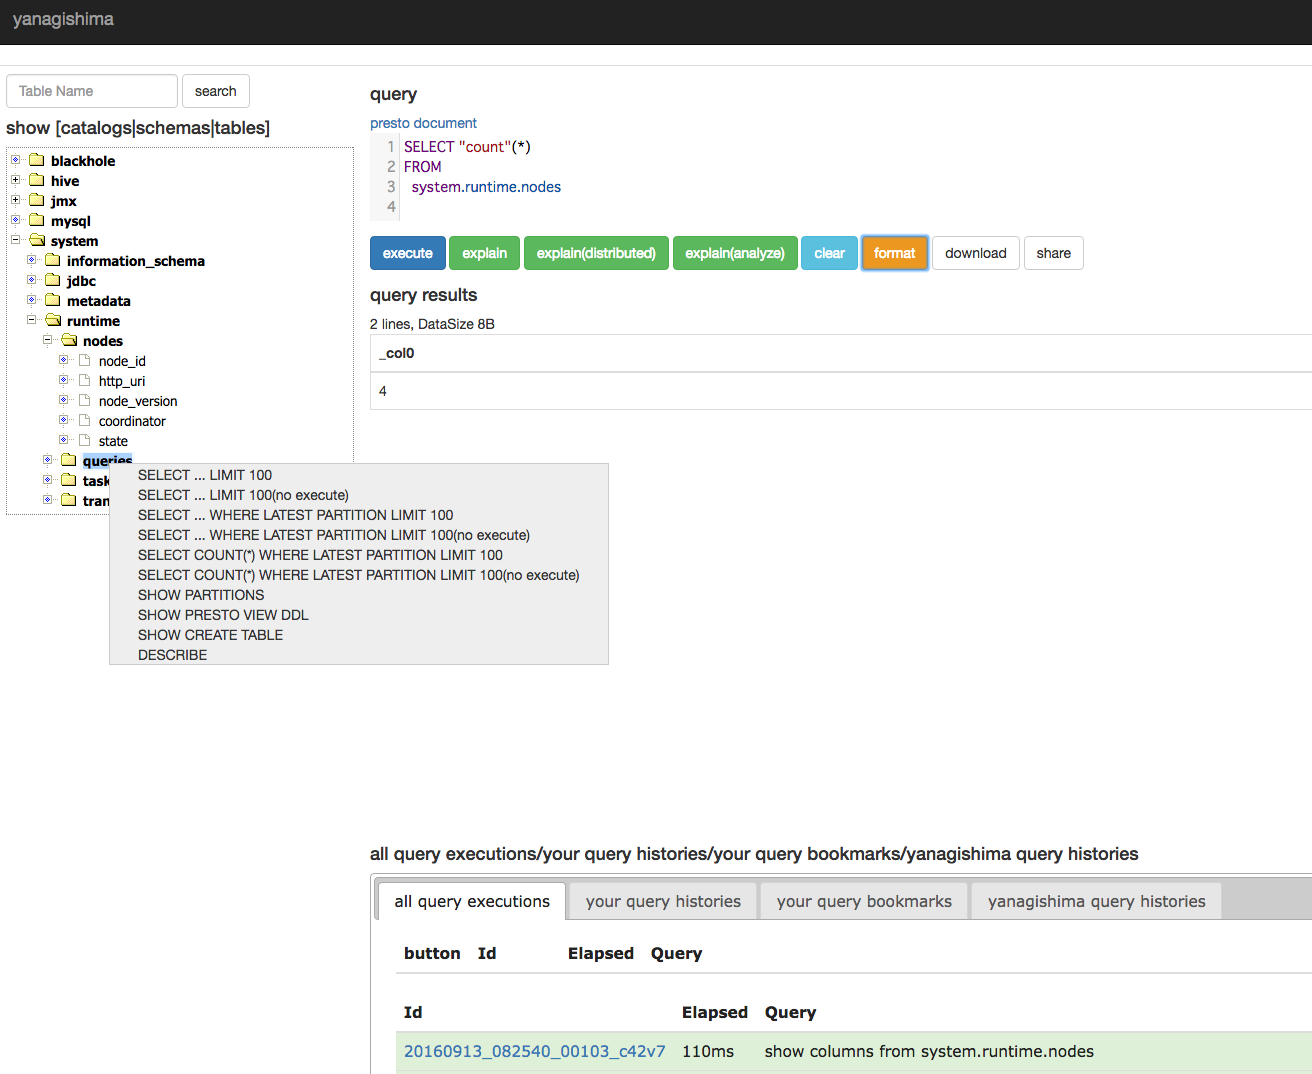 yanagishima
Table Name
search
show [catalogs|schemas|tables]
blackhole
hive
jmx
mysql
system
information_schema
jdbc
metadata
runtime
nodes
node_id
http_uri
node_version
coordinator
state
queries
task
tran
SELECT ... LIMIT 100
SELECT ... LIMIT 100(no execute)
SELECT ... WHERE LATEST PARTITION LIMIT 100
SELECT ... WHERE LATEST PARTITION LIMIT 100(no execute)
SELECT COUNT(*) WHERE LATEST PARTITION LIMIT 100
SELECT COUNT(*) WHERE LATEST PARTITION LIMIT 100(no execute)
SHOW PARTITIONS
SHOW PRESTO VIEW DDL
SHOW CREATE TABLE
DESCRIBE
query
presto document
1 SELECT "count"(*)
2 FROM
3 system.runtime.nodes
4
execute explain explain(distributed) explain(analyze) clear format download share
query results
2 lines, DataSize 8B
_col0
4
all query executions/your query histories/your query bookmarks/yanagishima query histories
all query executions your query histories your query bookmarks yanagishima query histories
button Id Elapsed Query
Id Elapsed Query
20160913_082540_00103_c42v7 110ms show columns from system.runtime.nodes